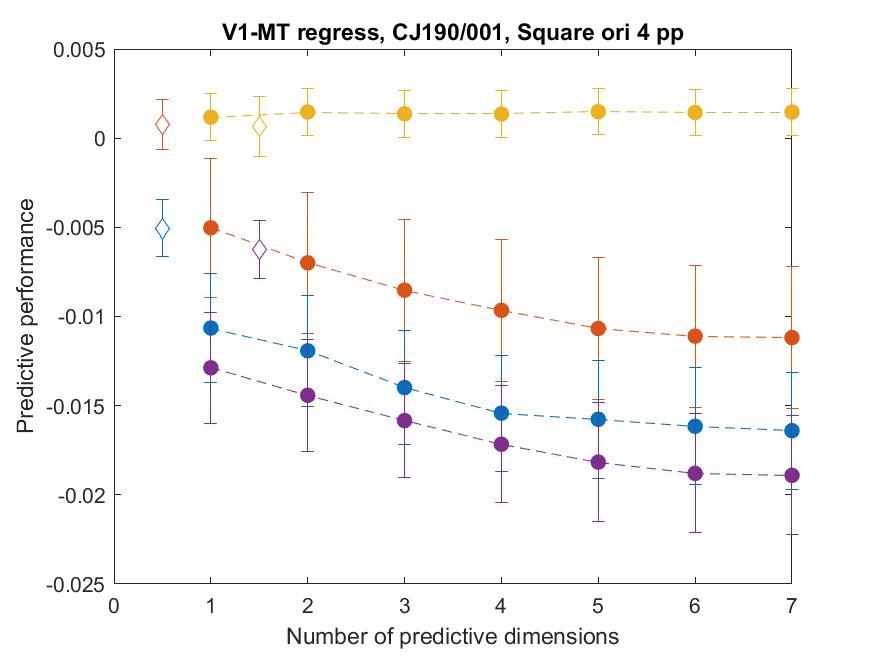 V1-MT regress, CJ190/001, Square ori 4 pp
0.005
0
-0.005
-0.01
-0.015
-0.02
-0.025
Predictive performance
0 1 2 3 4 5 6 7
Number of predictive dimensions